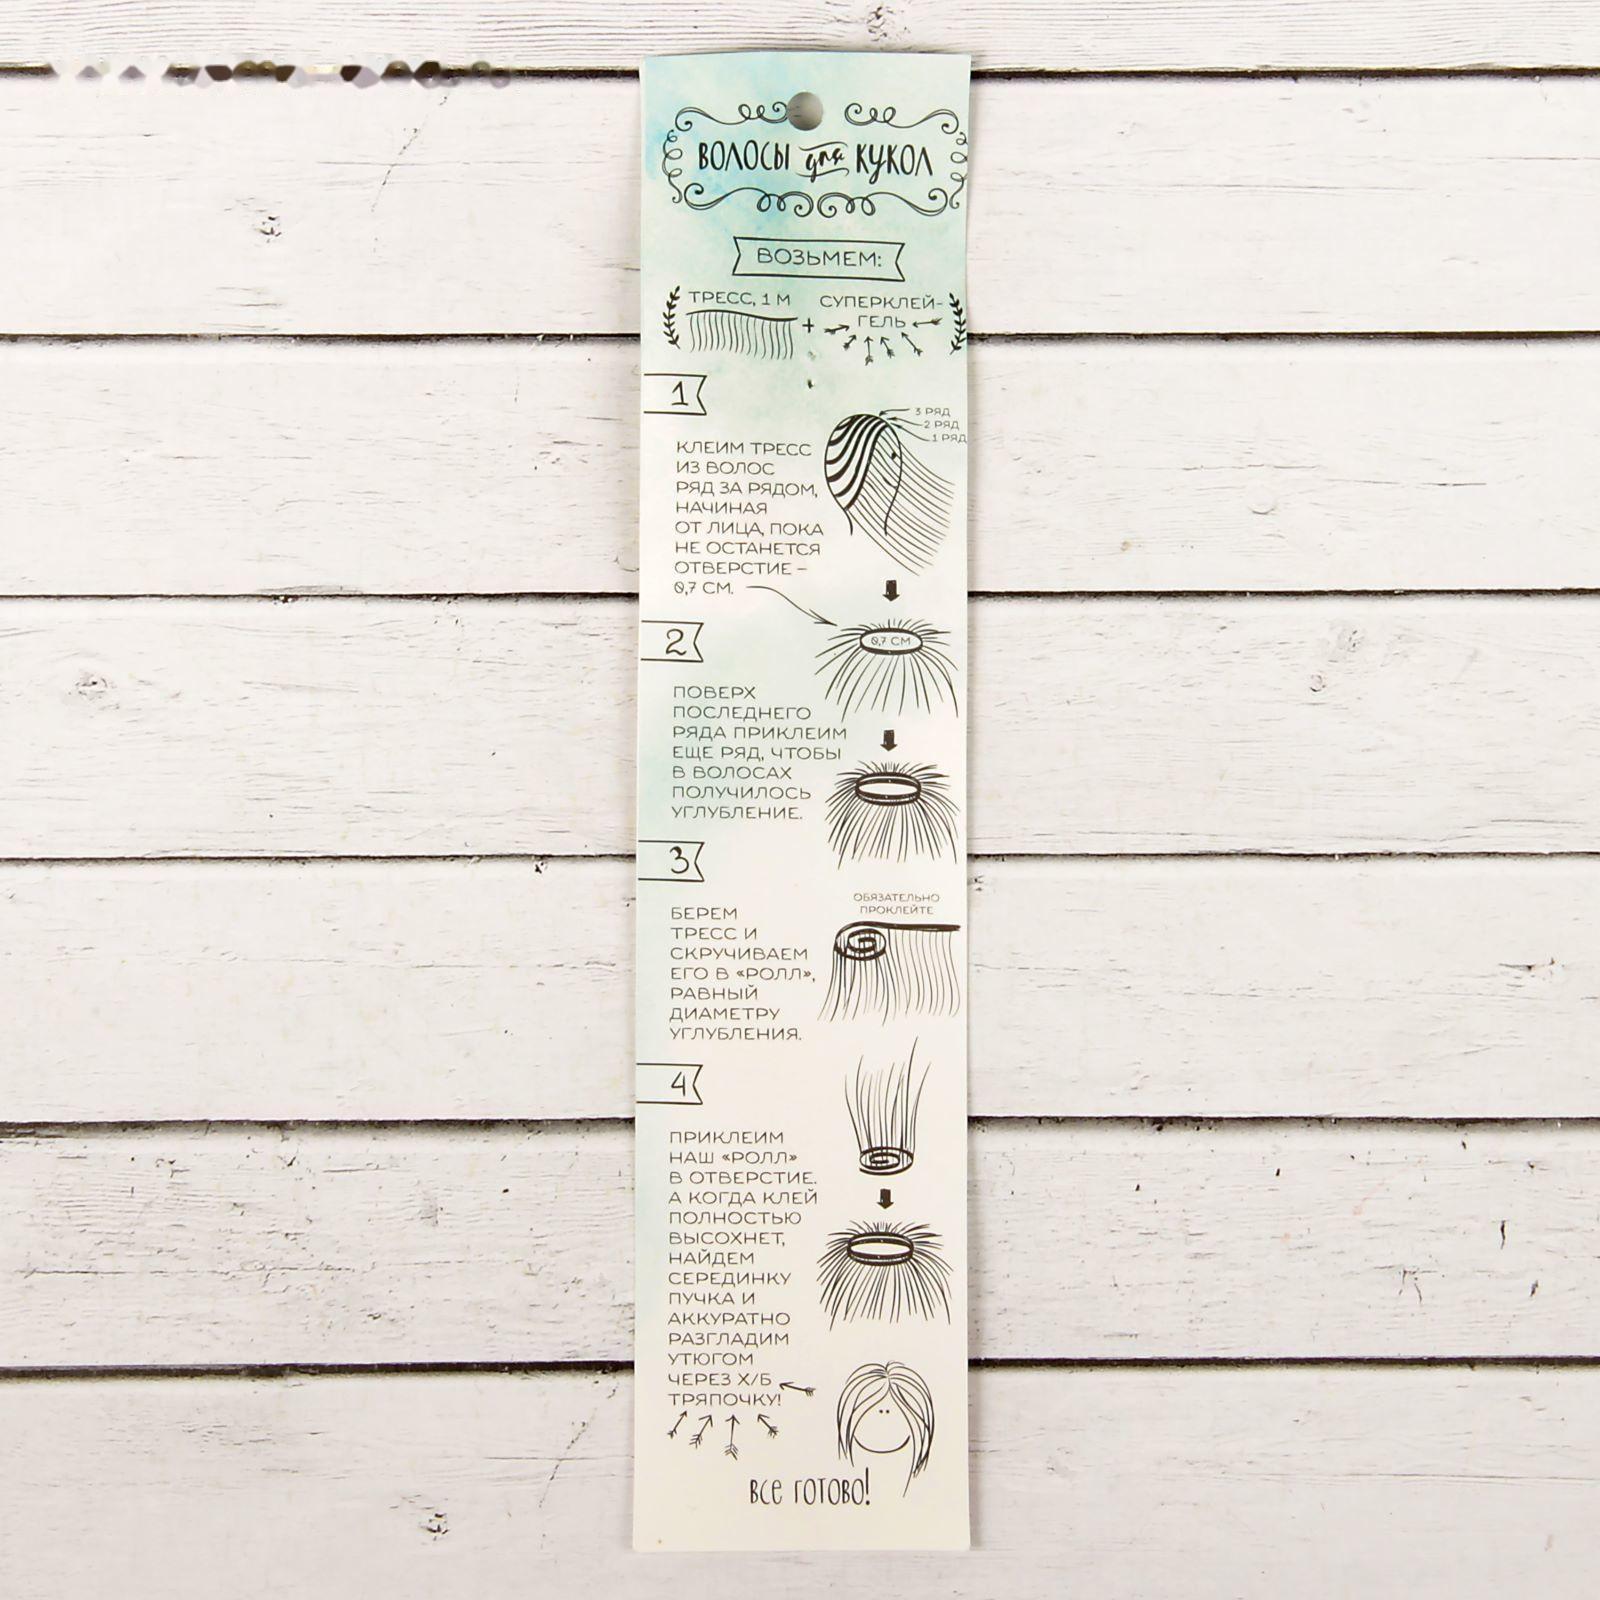 ВОЛОСЫ для КУКОЛ
ВОЗЬМЕМ:
ТРЕСС, 1 М + СУПЕРКЛЕЙ-
ГЕЛЬ
1
3 РЯД
2 РЯД
1 РЯД
КЛЕИМ ТРЕСС
ИЗ ВОЛОС
РЯД ЗА РЯДОМ,
НАЧИНАЯ
ОТ ЛИЦА, ПОКА
НЕ ОСТАНЕТСЯ
ОТВЕРСТИЕ –
0,7 СМ.
0,7 СМ
2
ПОВЕРХ
ПОСЛЕДНЕГО
РЯДА ПРИКЛЕИМ
ЕЩЕ РЯД, ЧТОБЫ
В ВОЛОСАХ
ПОЛУЧИЛОСЬ
УГЛУБЛЕНИЕ.
3
ОБЯЗАТЕЛЬНО
ПРОКЛЕЙТЕ
БЕРЕМ
ТРЕСС И
СКРУЧИВАЕМ
ЕГО В «РОЛЛ»,
РАВНЫЙ
ДИАМЕТРУ
УГЛУБЛЕНИЯ.
4
ПРИКЛЕИМ
НАШ «РОЛЛ»
В ОТВЕРСТИЕ.
А КОГДА КЛЕЙ
ПОЛНОСТЬЮ
ВЫСОХНЕТ,
НАЙДЕМ
СЕРЕДИНКУ
ПУЧКА И
АККУРАТНО
РАЗГЛАДИМ
УТЮГОМ
ЧЕРЕЗ Х/Б
ТРЯПОЧКУ!
ВСЕ ГОТОВО!